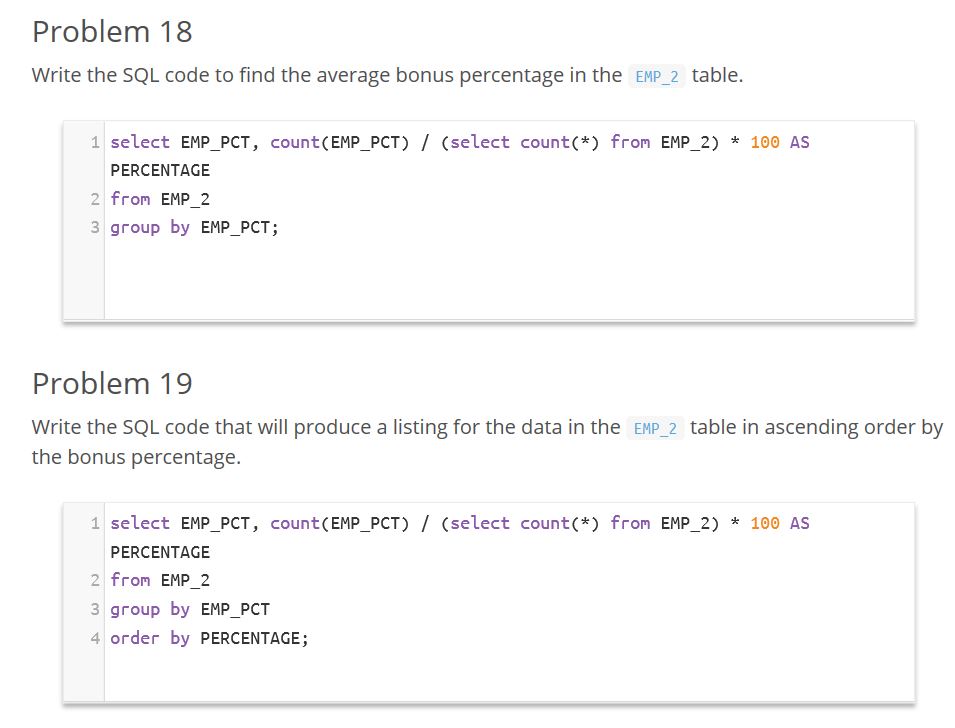 Problem 18
Write the SQL code to find the average bonus percentage in the EMP_2 table.
1 select EMP_PCT, count(EMP_PCT) / (select count(*) from EMP_2) * 100 AS
PERCENTAGE
2 from EMP_2
3 group by EMP_PCT;
Problem 19
Write the SQL code that will produce a listing for the data in the EMP_2 table in ascending order by
the bonus percentage.
1 select EMP_PCT, count(EMP_PCT) / (select count(*) from EMP_2) * 100 AS
PERCENTAGE
2 from EMP_2
3 group by EMP_PCT
4 order by PERCENTAGE;